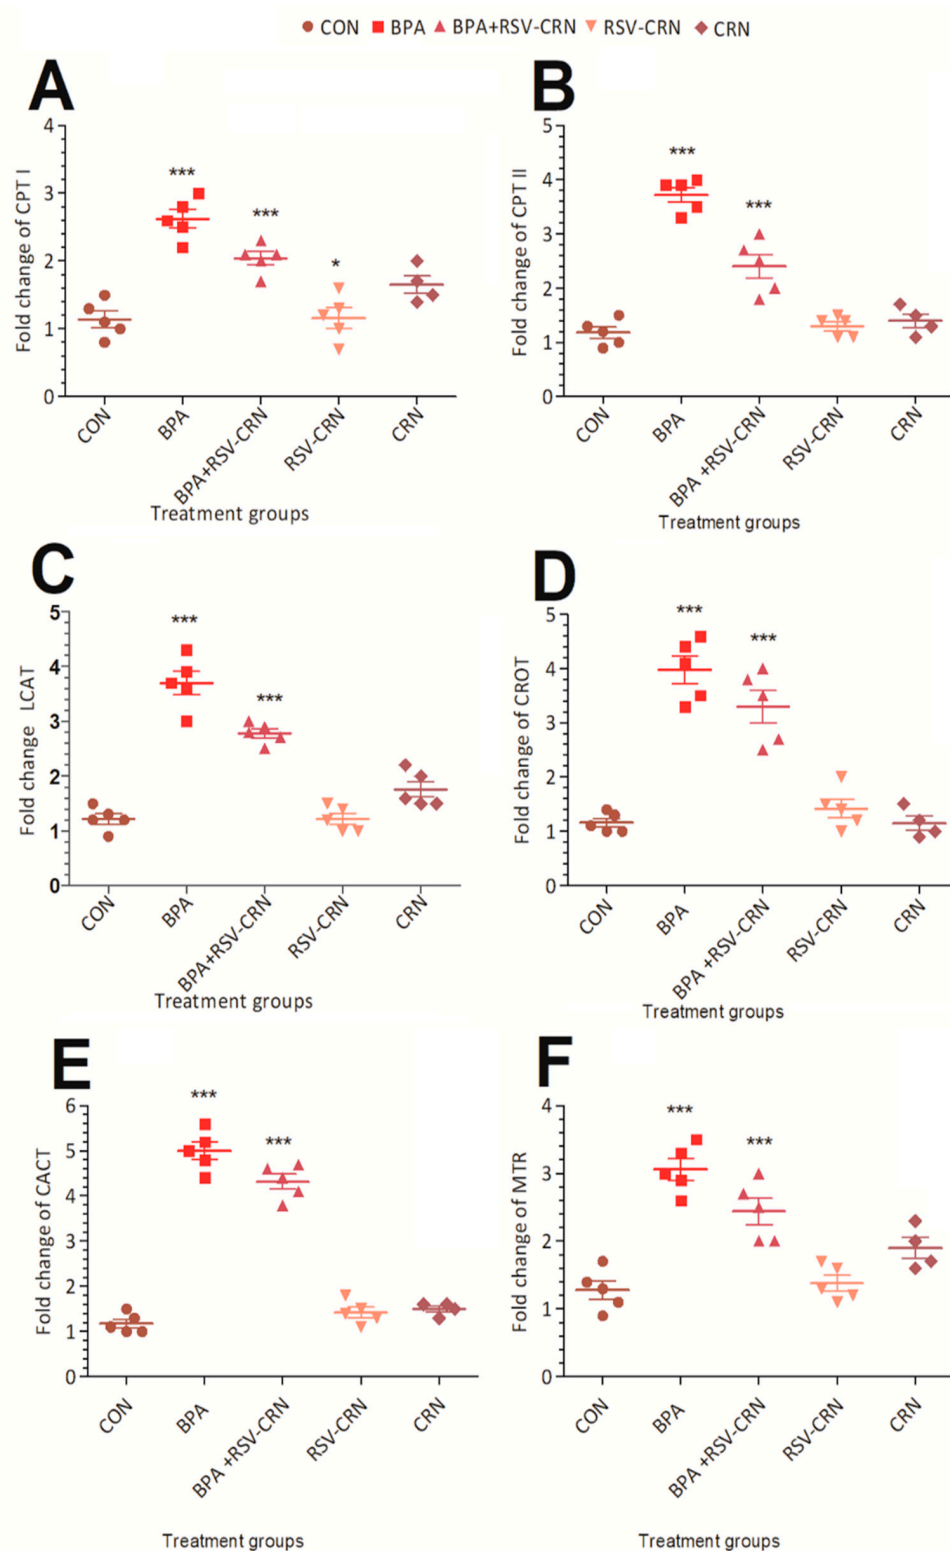 CON BPA BPA+RSV-CRN RSV-CRN CRN
A
Fold change of CPT I
4
3
2
1
0
***
***
*
CON
BPA
BPA+RSV-CRN
RSV-CRN
CRN
Treatment groups
B
Fold change of CPT II
5
4
3
2
1
0
***
***
CON
BPA
BPA +RSV-CRN
RSV-CRN
CRN
Treatment groups
C
Fold change LCAT
5
4
3
2
1
0
***
***
CON
BPA
BPA+RSV-CRN
RSV-CRN
CRN
Treatment groups
D
Fold change of CROT
5
4
3
2
1
0
***
***
CON
BPA
BPA +RSV-CRN
RSV-CRN
CRN
Treatment groups
E
Fold change of CACT
6
5
4
3
2
1
0
***
***
CON
BPA
BPA +RSV-CRN
RSV-CRN
CRN
Treatment groups
F
Fold change of MTR
4
3
2
1
0
***
***
CON
BPA
BPA +RSV-CRN
RSV-CRN
CRN
Treatment groups